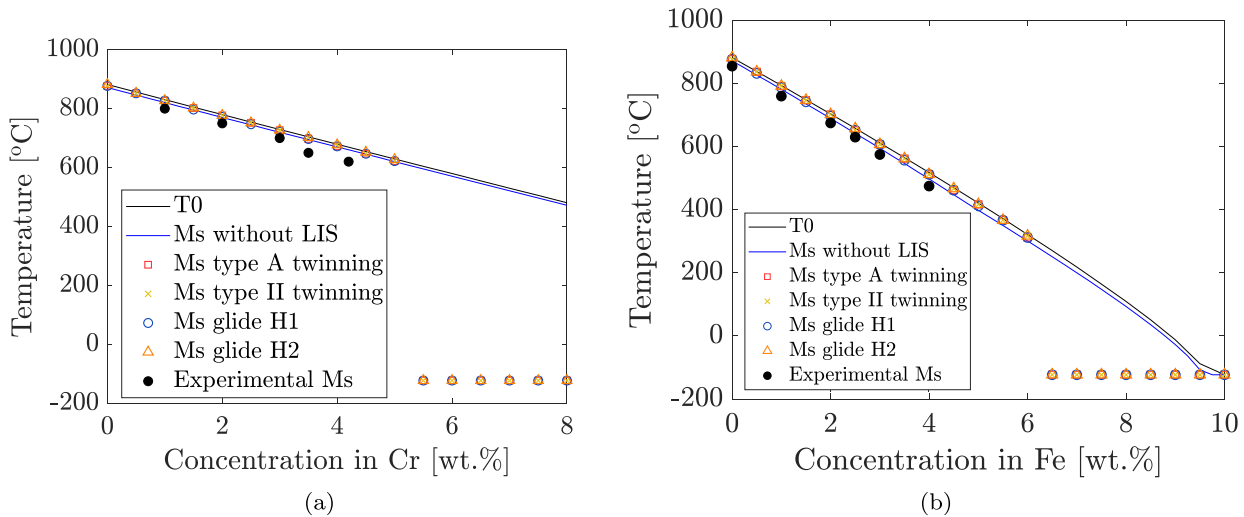 1000
800
600
400
200
0
-200
Temperature [ºC]
T0
Ms without LIS
Ms type A twinning
Ms type II twinning
Ms glide H1
Ms glide H2
Experimental Ms
0 2 4 6 8
Concentration in Cr [wt.%]
(a)
1000
800
600
400
200
0
-200
Temperature [ºC]
T0
Ms without LIS
Ms type A twinning
Ms type II twinning
Ms glide H1
Ms glide H2
Experimental Ms
0 2 4 6 8 10
Concentration in Fe [wt.%]
(b)